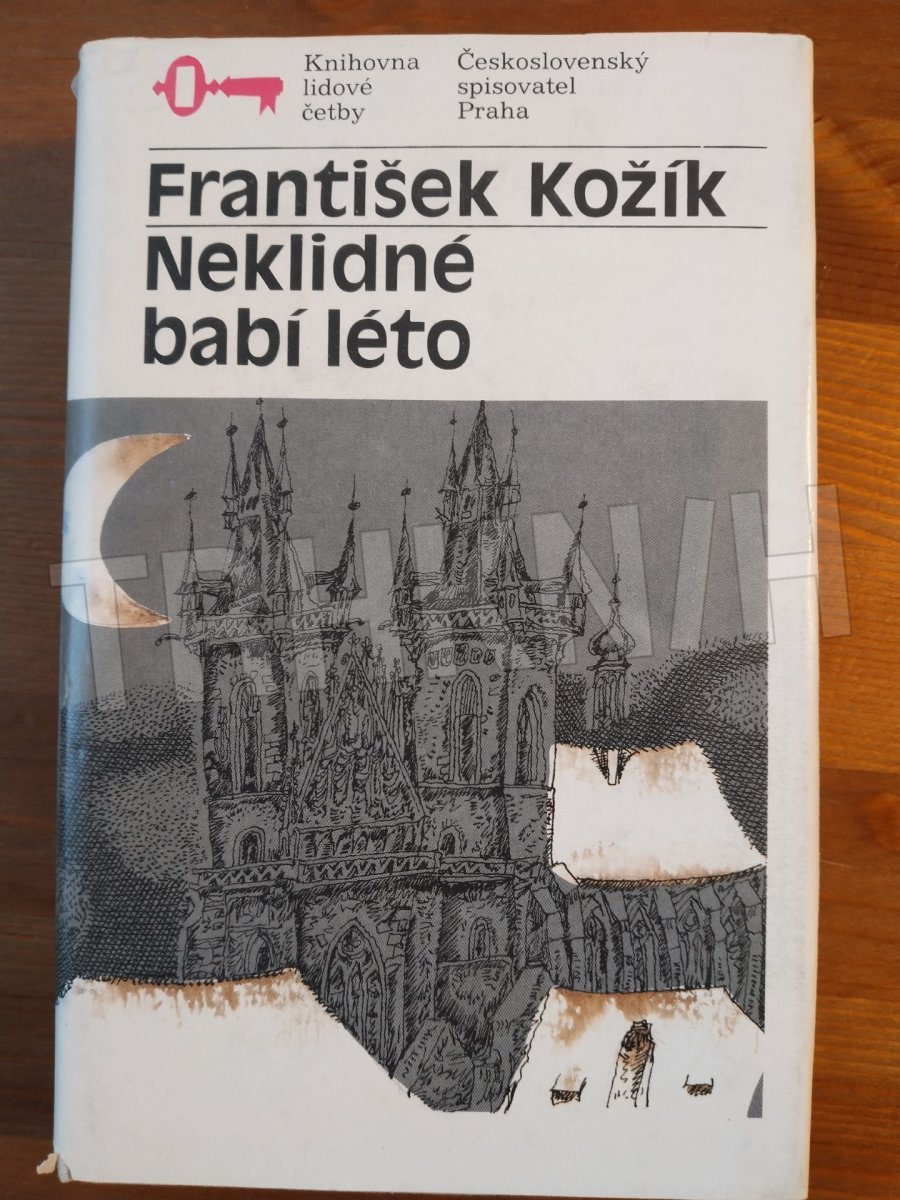 Knihovna
lidové
četby
Československý
spisovatel
Praha
František Kožík
Neklidné
babí léto